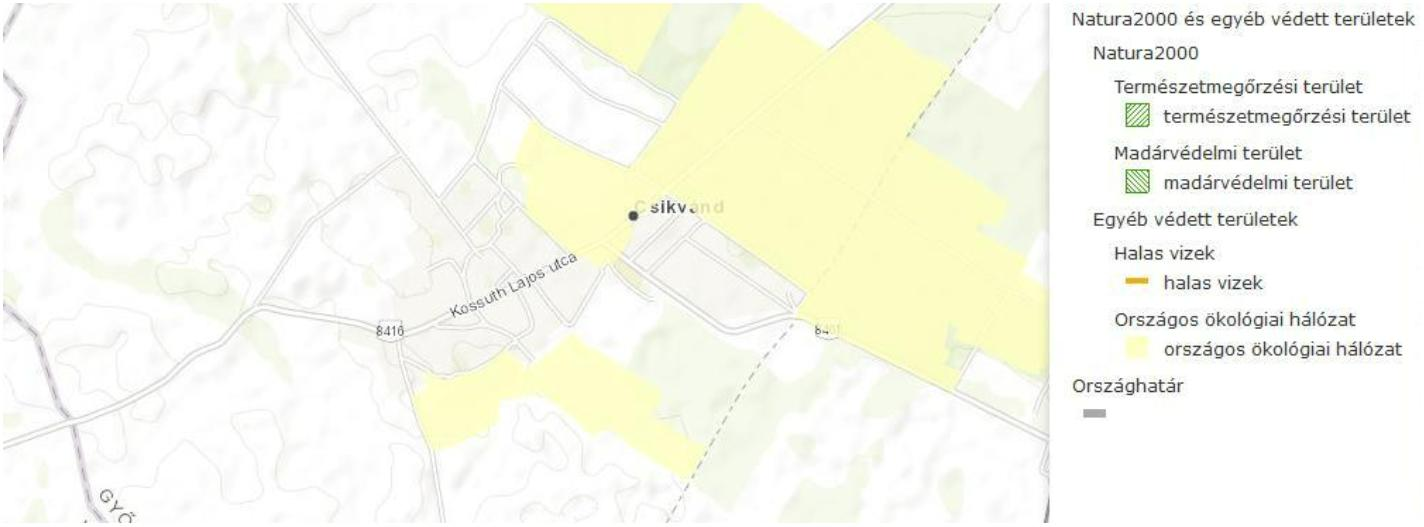 Csikvánd
Kossuth Lajos utca
8416
GYŐ
Natura2000 és egyéb védett területek
Natura2000
Természetmegőrzési terület
természetmegőrzési terület
Madárvédelmi terület
madárvédelmi terület
Egyéb védett területek
Halas vizek
halas vizek
Országos ökológiai hálózat
országos ökológiai hálózat
Országhatár